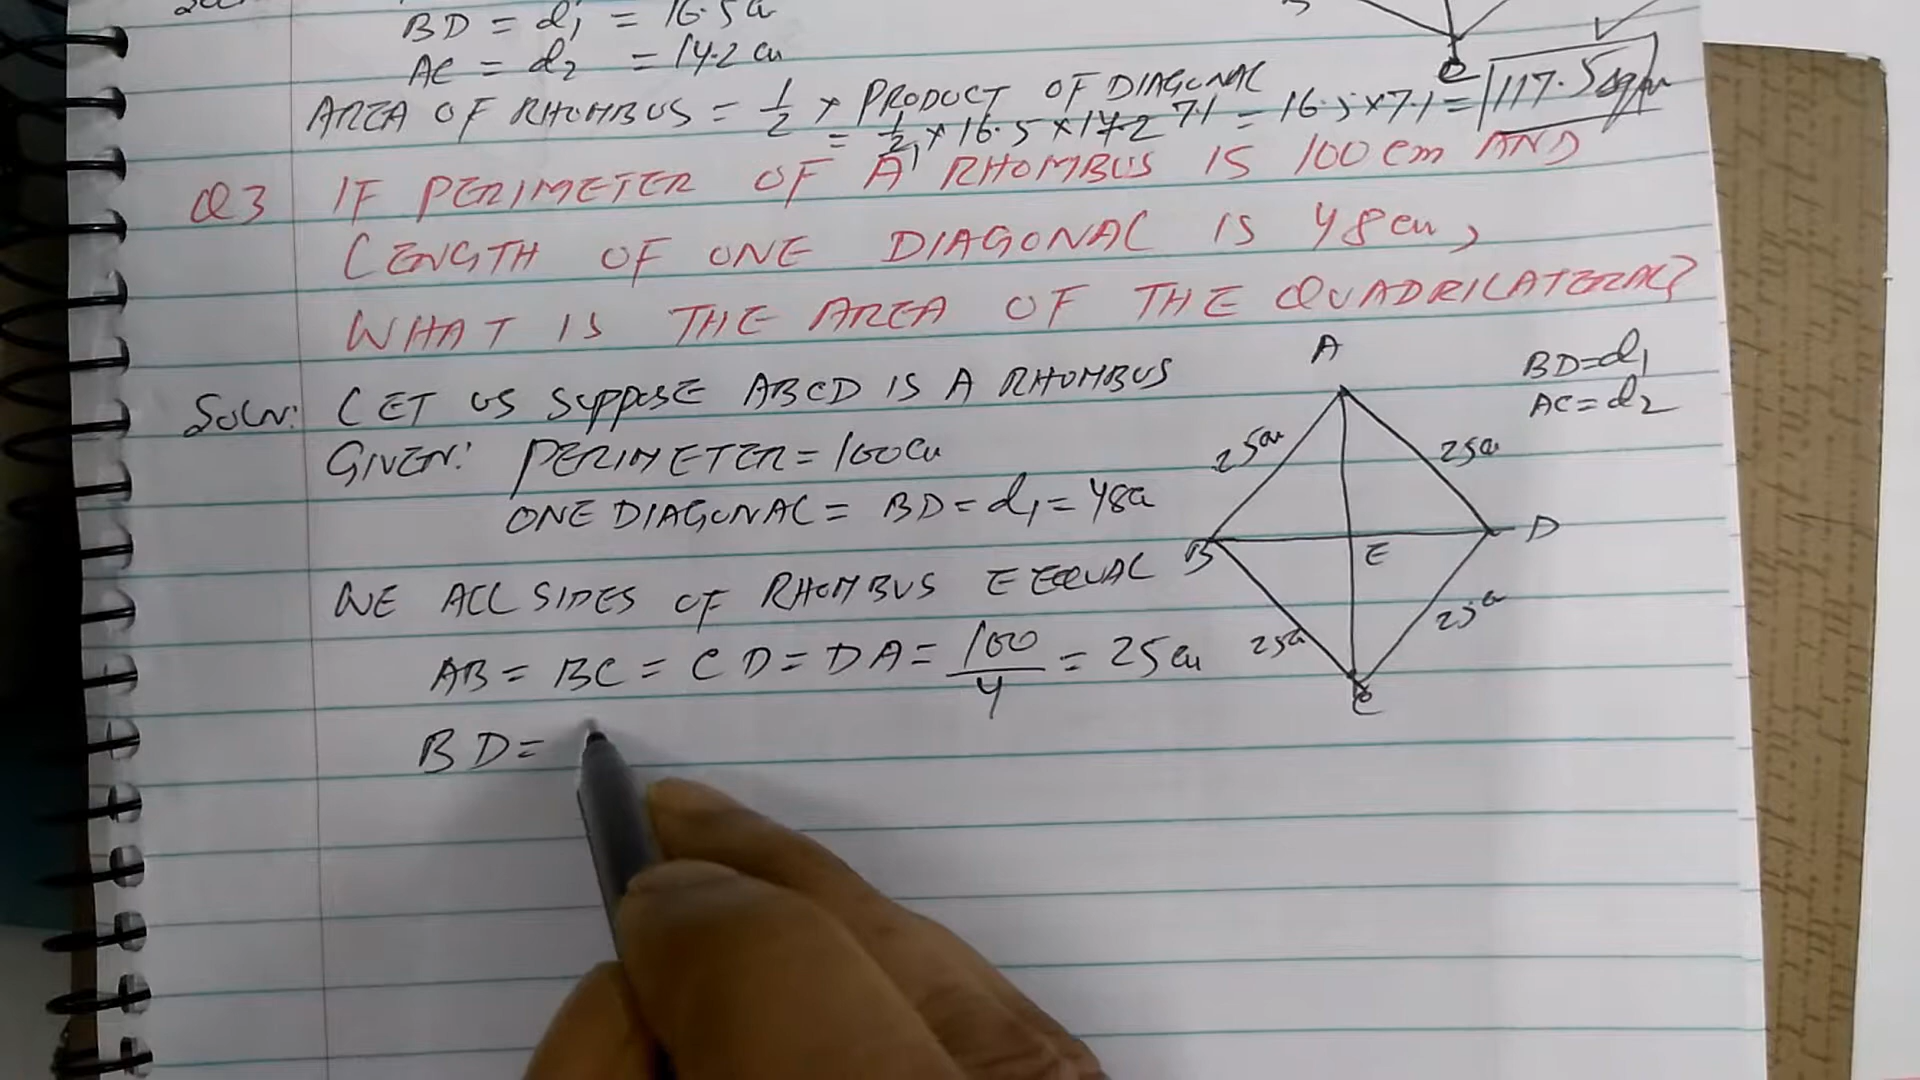 BD = d1 = 16.5 cm
AC = d2 = 14.2 cm
AREA OF RHOMBUS = 1/2 × PRODUCT OF DIAGONAL
= 1/2 × 16.5 × 14.2 7.1 = 16.5 × 7.1 = 117.5 sq cm
Q3 IF PERIMETER OF A RHOMBUS IS 100 cm AND
LENGTH OF ONE DIAGONAL IS 48 cm,
WHAT IS THE AREA OF THE QUADRILATERAL?
Soln: LET US SUPPOSE ABCD IS A RHOMBUS
GIVEN: PERIMETER = 100 cm
ONE DIAGONAL = BD = d1 = 48 cm
WE ALL SIDES OF RHOMBUS E EQUAL
AB = BC = CD = DA = 100/4 = 25 cm
BD =
e
A
BD = d1
AC = d2
25 cm
25 cm
B
E
D
25 cm
25 cm
C